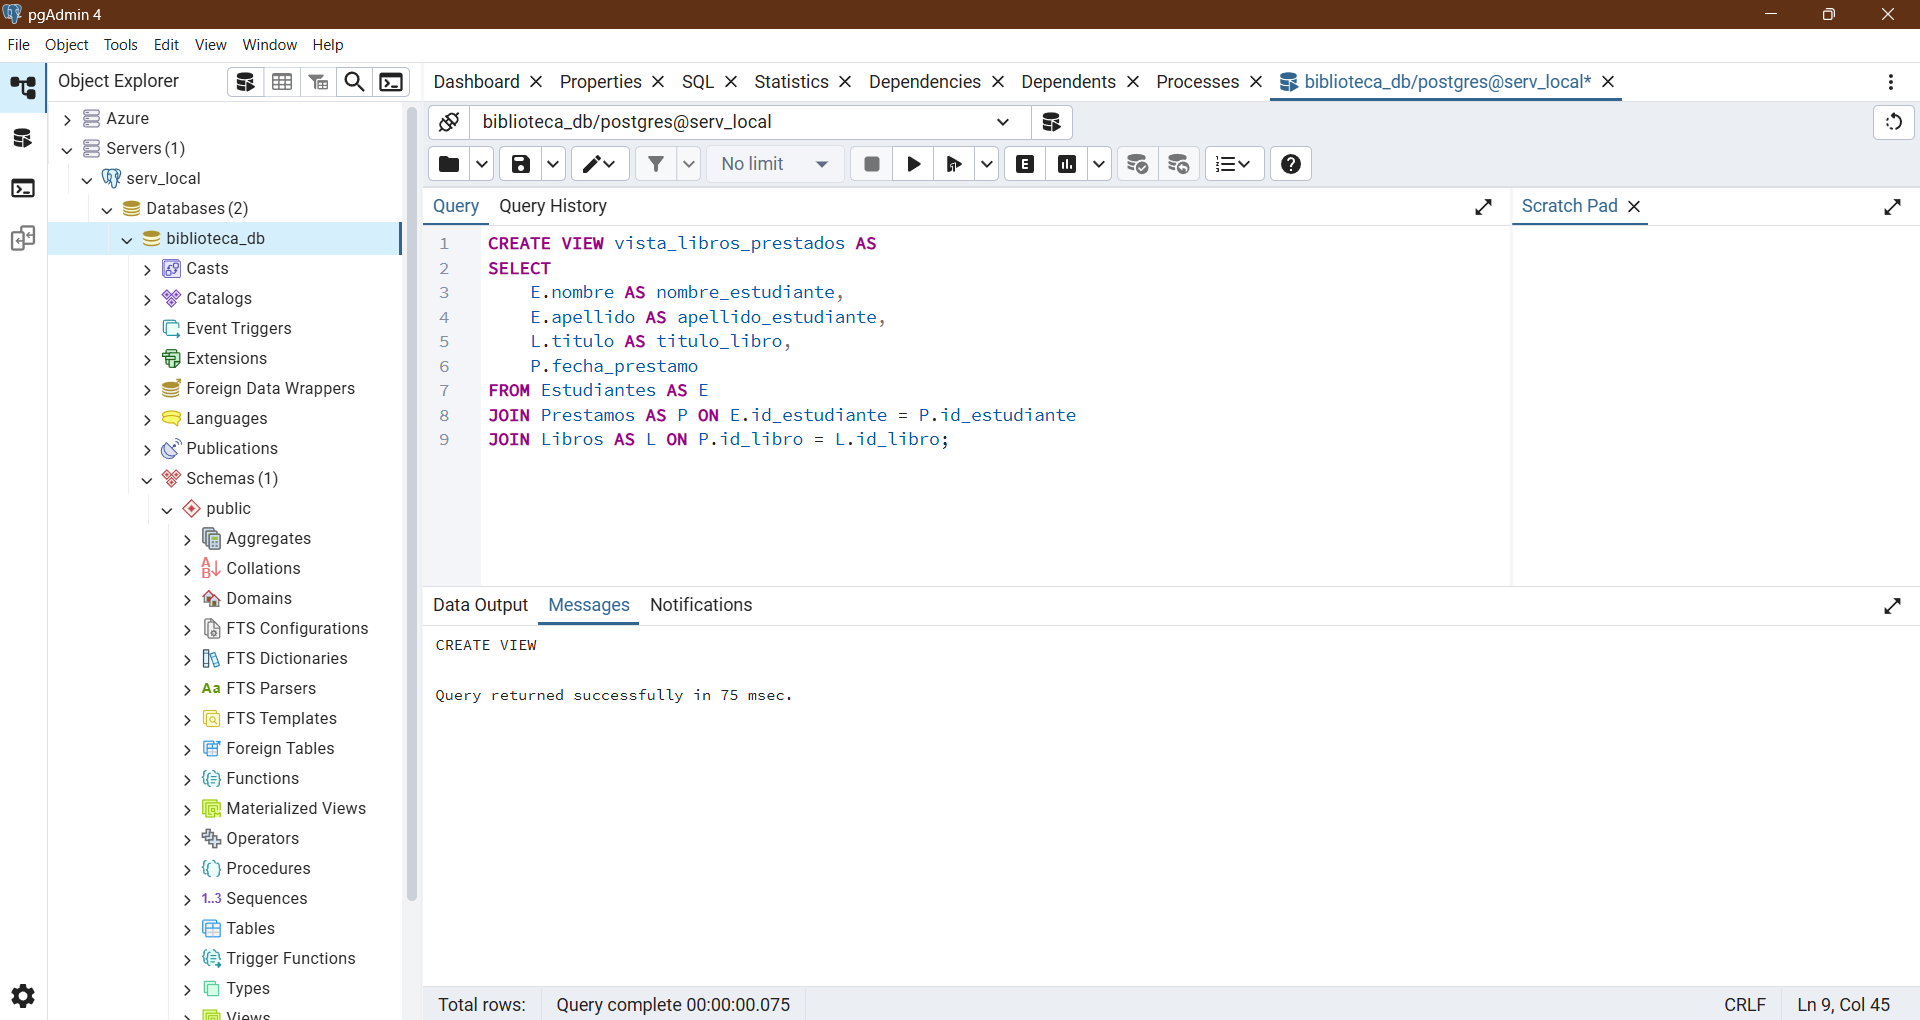 pgAdmin 4
File Object Tools Edit View Window Help
Object Explorer
Dashboard Properties SQL Statistics Dependencies Dependents Processes biblioteca_db/postgres@serv_local*
Azure
Servers (1)
serv_local
Databases (2)
biblioteca_db
Casts
Catalogs
Event Triggers
Extensions
Foreign Data Wrappers
Languages
Publications
Schemas (1)
public
Aggregates
Collations
Domains
FTS Configurations
FTS Dictionaries
Aa FTS Parsers
FTS Templates
Foreign Tables
Functions
Materialized Views
Operators
Procedures
1..3 Sequences
Tables
Trigger Functions
Types
Views
biblioteca_db/postgres@serv_local
No limit
E
Query Query History
Scratch Pad
1 CREATE VIEW vista_libros_prestados AS
2 SELECT
3 E.nombre AS nombre_estudiante,
4 E.apellido AS apellido_estudiante,
5 L.titulo AS titulo_libro,
6 P.fecha_prestamo
7 FROM Estudiantes AS E
8 JOIN Prestamos AS P ON E.id_estudiante = P.id_estudiante
9 JOIN Libros AS L ON P.id_libro = L.id_libro;
Data Output Messages Notifications
CREATE VIEW
Query returned successfully in 75 msec.
Total rows: Query complete 00:00:00.075 CRLF Ln 9, Col 45